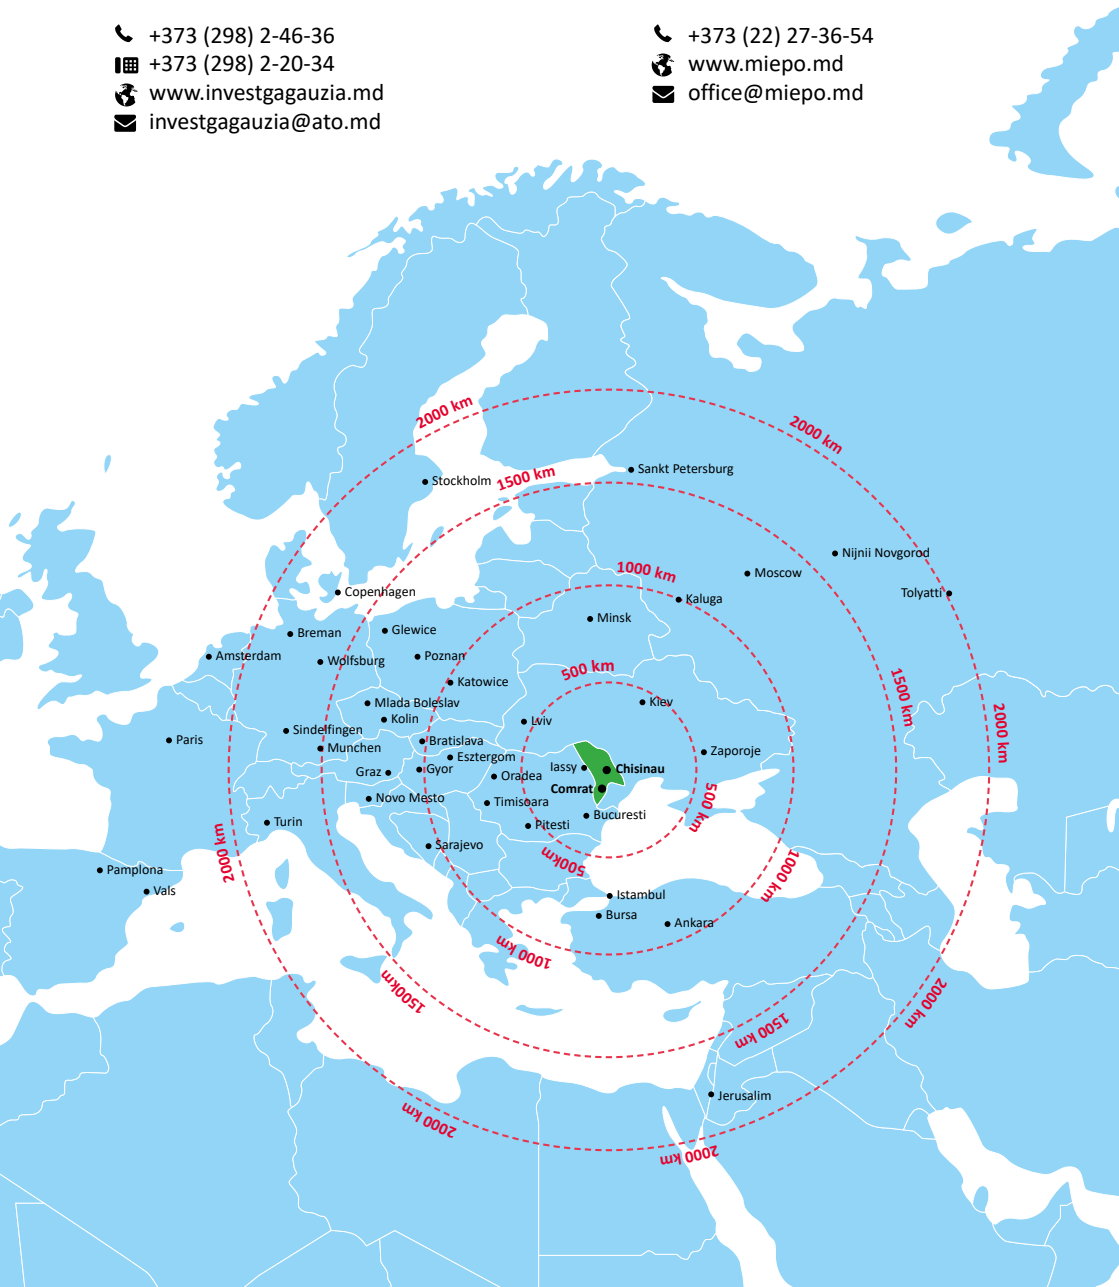 +373 (298) 2-46-36
+373 (298) 2-20-34
www.investgagauzia.md
investgagauzia@ato.md
+373 (22) 27-36-54
www.miepo.md
office@miepo.md
2000 km
2000 km
Sankt Petersburg
Stockholm
1500 km
Nijnii Novgorod
1000 km
Moscow
Copenhagen
Kaluga
Tolyatti
Minsk
Breman
Glewice
Amsterdam
Wolfsburg
Poznan
500 km
Katowice
1500 km
Mlada Boleslav
Kiev
Kolin
Lviv
2000 km
Sindelfingen
Paris
Munchen
Bratislava
Zaporoje
Esztergom
Iassy
Chisinau
Graz
Gyor
Oradea
Comrat
Novo Mesto
Timisoara
500 km
Bucuresti
Turin
Pitesti
2000 km
Sarajevo
500km
1000 km
Pamplona
Vals
Istambul
Bursa
Ankara
1000 km
1500km
2000 km
1500 km
Jerusalim
2000 km
2000 km